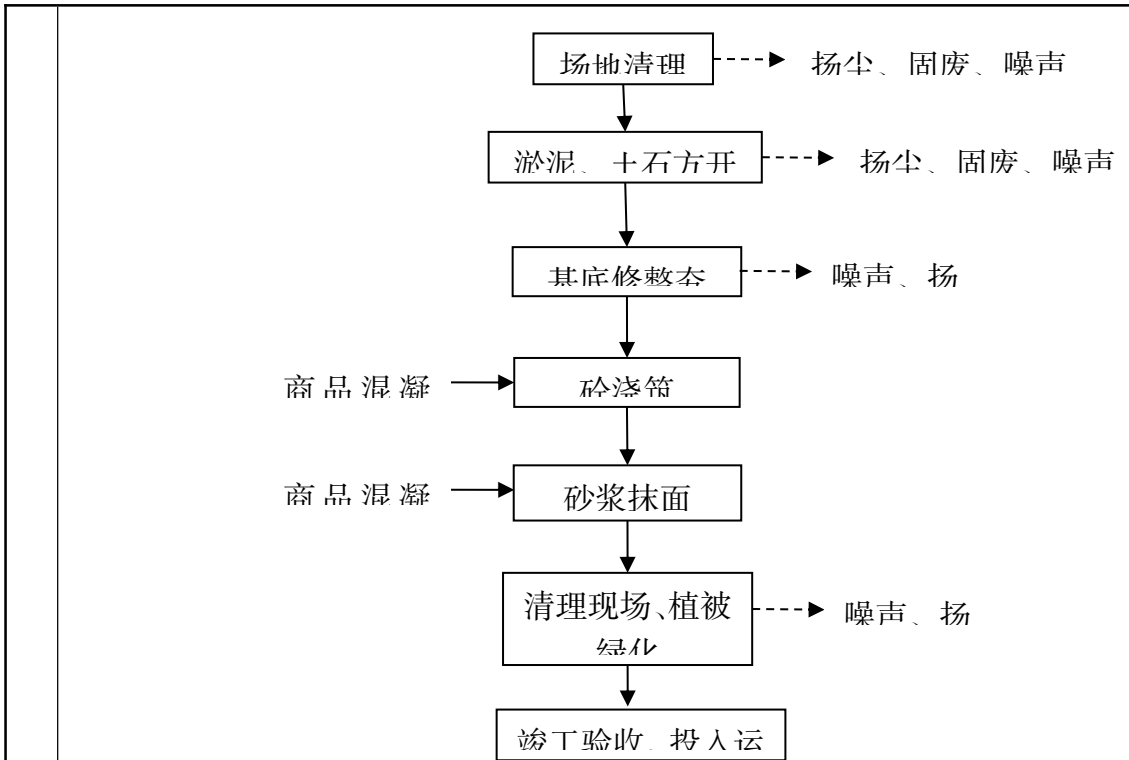 场地清理
扬尘、固废、噪声
淤泥、土石方开
扬尘、固废、噪声
基底修整夯
噪声、扬
商品混凝
砼浇筑
商品混凝
砂浆抹面
清理现场、植被
绿化
噪声、扬
竣工验收、投入运